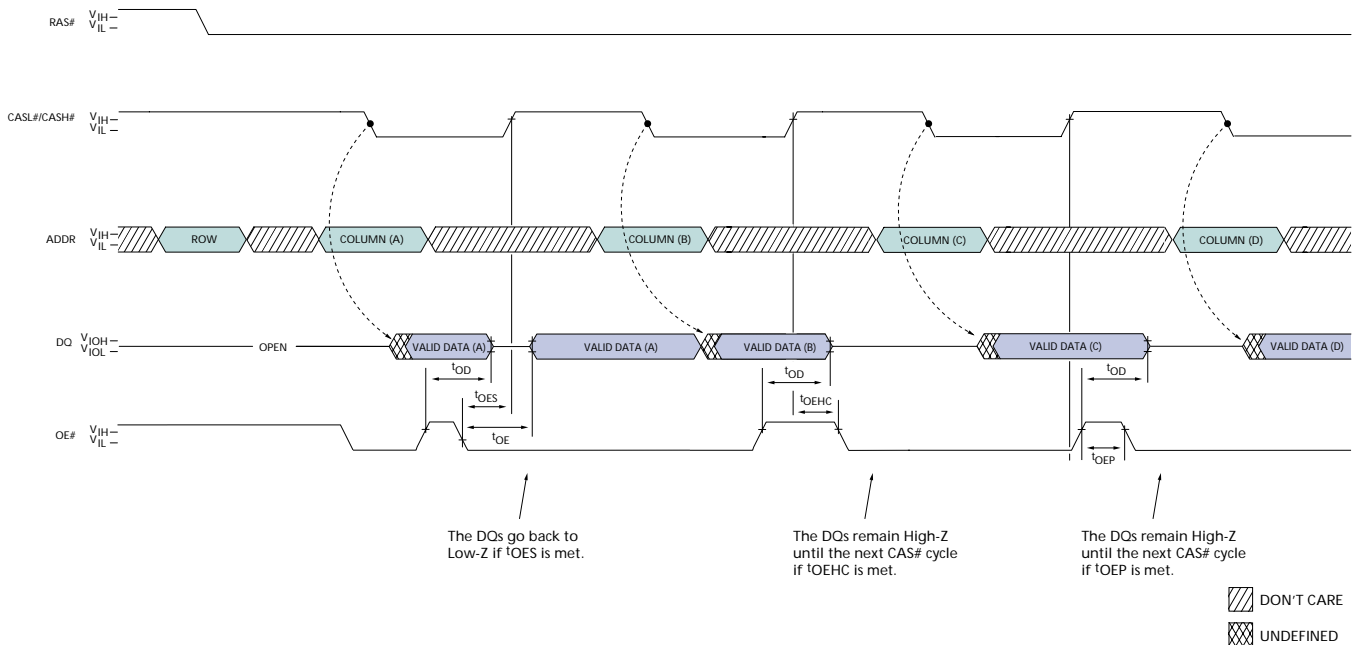 RAS# VIH VIL
CASL#/CASH# VIH VIL
ADDR VIH VIL ROW COLUMN (A) COLUMN (B) COLUMN (C) COLUMN (D)
DQ VIOH VIOL OPEN VALID DATA (A) VALID DATA (A) VALID DATA (B) VALID DATA (C) VALID DATA (D)
tOD tOD tOD
tOES tOEHC
OE# VIH VIL tOE tOEP
The DQs go back to
Low-Z if tOES is met.
The DQs remain High-Z
until the next CAS# cycle
if tOEHC is met.
The DQs remain High-Z
until the next CAS# cycle
if tOEP is met.
DON'T CARE
UNDEFINED